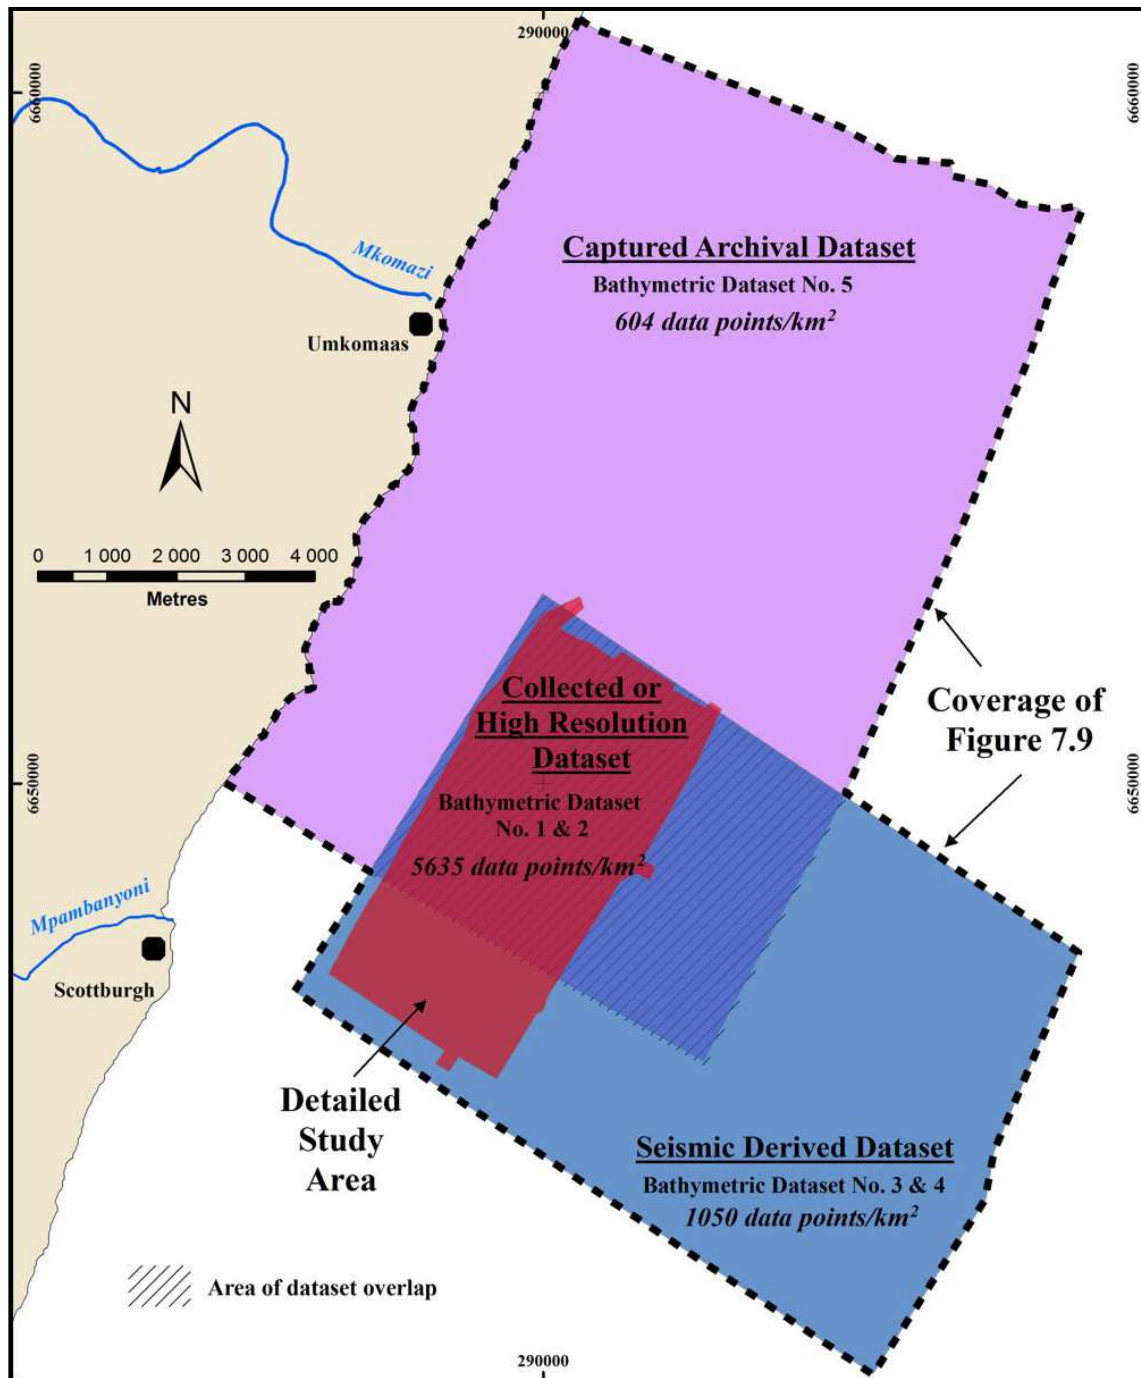 290000
6660000
6660000
Captured Archival Dataset
Bathymetric Dataset No. 5
604 data points/km²
Mkomazi
Umkomaas
N
0 1 000 2 000 3 000 4 000
Metres
Collected or
High Resolution
Dataset
Bathymetric Dataset
No. 1 & 2
5635 data points/km²
Coverage of
Figure 7.9
6650000
6650000
Mpambanyoni
Scottburgh
Detailed
Study
Area
Seismic Derived Dataset
Bathymetric Dataset No. 3 & 4
1050 data points/km²
Area of dataset overlap
290000